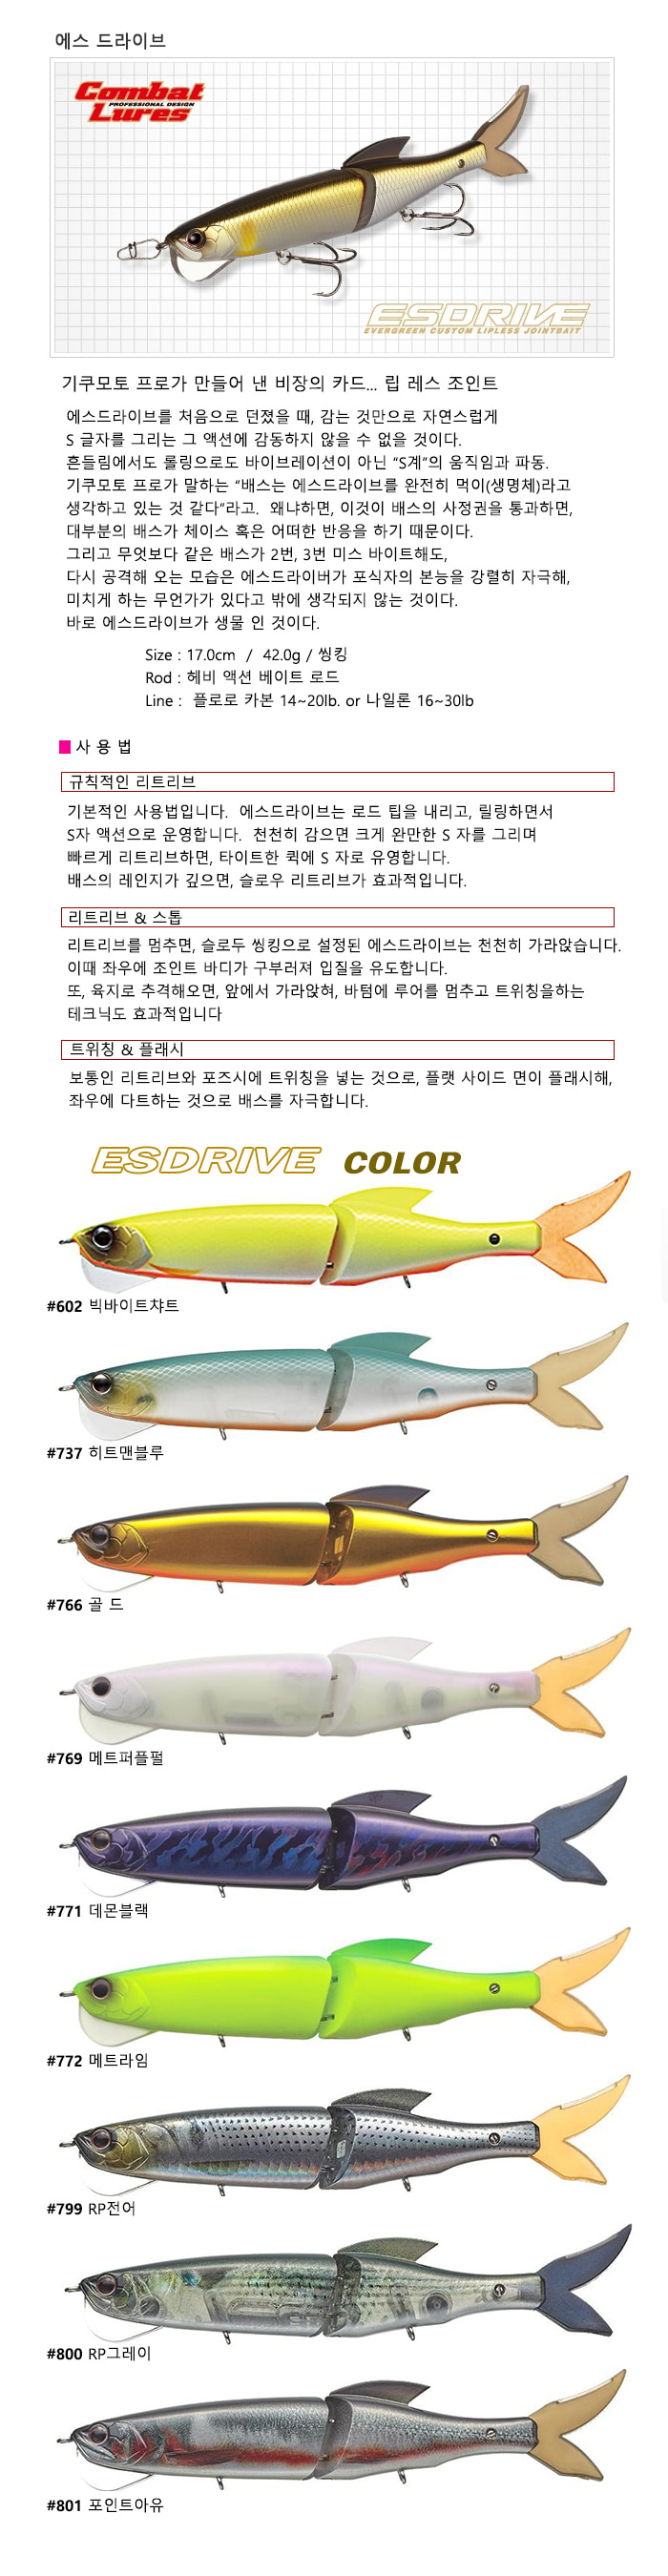 에스 드라이브
Combat
PROFESSIONAL DESIGN
Lures
ESDRIVE
EVERGREEN CUSTOM LIPLESS JOINTBAIT
기쿠모토 프로가 만들어 낸 비장의 카드... 립 레스 조인트
에스드라이브를 처음으로 던졌을 때, 감는 것만으로 자연스럽게
S 글자를 그리는 그 액션에 감동하지 않을 수 없을 것이다.
흔들림에서도 롤링으로도 바이브레이션이 아닌 “S계”의 움직임과 파동.
기쿠모토 프로가 말하는 “배스는 에스드라이브를 완전히 먹이(생명체)라고
생각하고 있는 것 같다”라고.  왜냐하면, 이것이 배스의 사정권을 통과하면,
대부분의 배스가 체이스 혹은 어떠한 반응을 하기 때문이다.
그리고 무엇보다 같은 배스가 2번, 3번 미스 바이트해도,
다시 공격해 오는 모습은 에스드라이버가 포식자의 본능을 강렬히 자극해,
미치게 하는 무언가가 있다고 밖에 생각되지 않는 것이다.
바로 에스드라이브가 생물 인 것이다.
Size : 17.0cm  /  42.0g / 씽킹
Rod : 헤비 액션 베이트 로드
Line :  플로로 카본 14~20lb. or 나일론 16~30lb
사 용 법
규칙적인 리트리브
기본적인 사용법입니다.  에스드라이브는 로드 팁을 내리고, 릴링하면서
S자 액션으로 운영합니다.  천천히 감으면 크게 완만한 S 자를 그리며
빠르게 리트리브하면, 타이트한 퀵에 S 자로 유영합니다.
배스의 레인지가 깊으면, 슬로우 리트리브가 효과적입니다.
리트리브 & 스톱
리트리브를 멈추면, 슬로두 씽킹으로 설정된 에스드라이브는 천천히 가라앉습니다.
이때 좌우에 조인트 바디가 구부러져 입질을 유도합니다.
또, 육지로 추격해오면, 앞에서 가라앉혀, 바텀에 루어를 멈추고 트위칭을하는
테크닉도 효과적입니다
트위칭 & 플래시
보통인 리트리브와 포즈시에 트위칭을 넣는 것으로, 플랫 사이드 면이 플래시해,
좌우에 다트하는 것으로 배스를 자극합니다.
ESDRIVE COLOR
#602 빅바이트챠트
#737 히트맨블루
#766 골 드
#769 메트퍼플펄
#771 데몬블랙
#772 메트라임
#799 RP전어
#800 RP그레이
#801 포인트아유